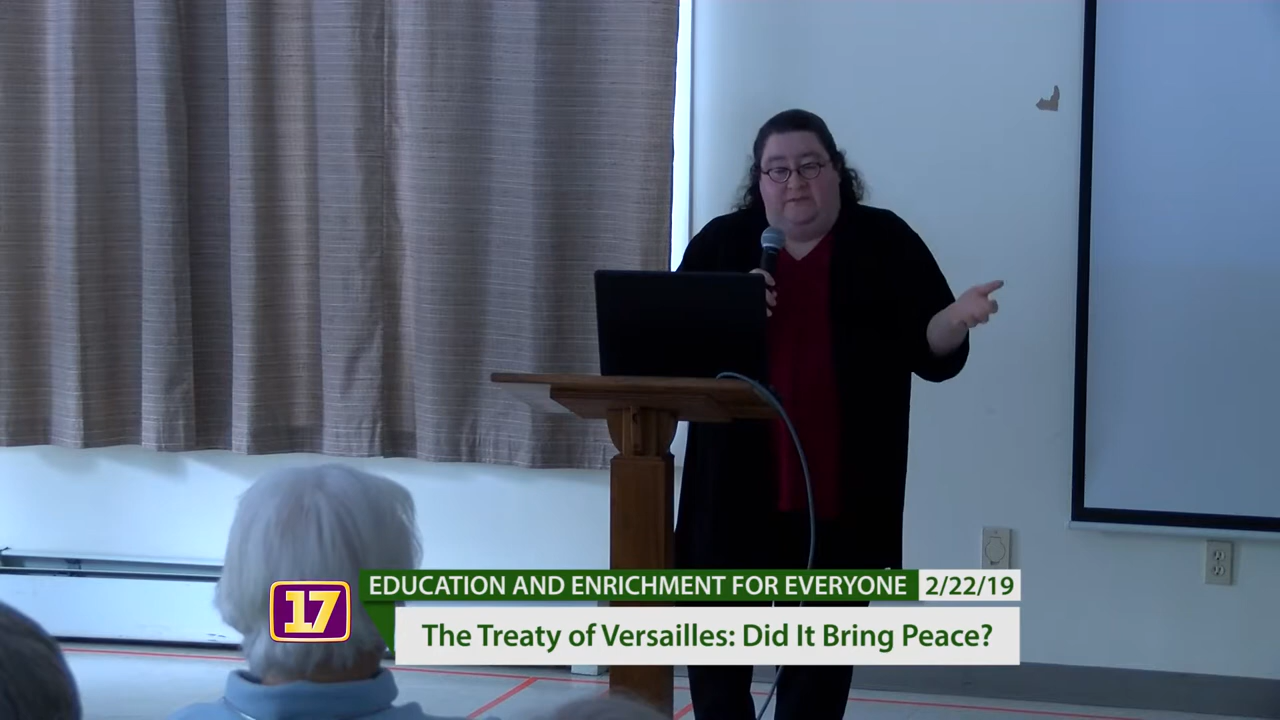 EDUCATION AND ENRICHMENT FOR EVERYONE 2/22/19
17
The Treaty of Versailles: Did It Bring Peace?